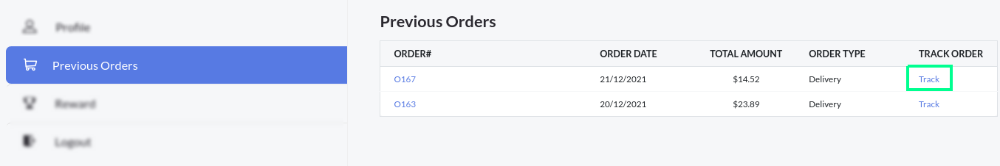 Profile
Previous Orders
Reward
Logout
Previous Orders
ORDER# ORDER DATE TOTAL AMOUNT ORDER TYPE TRACK ORDER
O167 21/12/2021 $14.52 Delivery Track
O163 20/12/2021 $23.89 Delivery Track